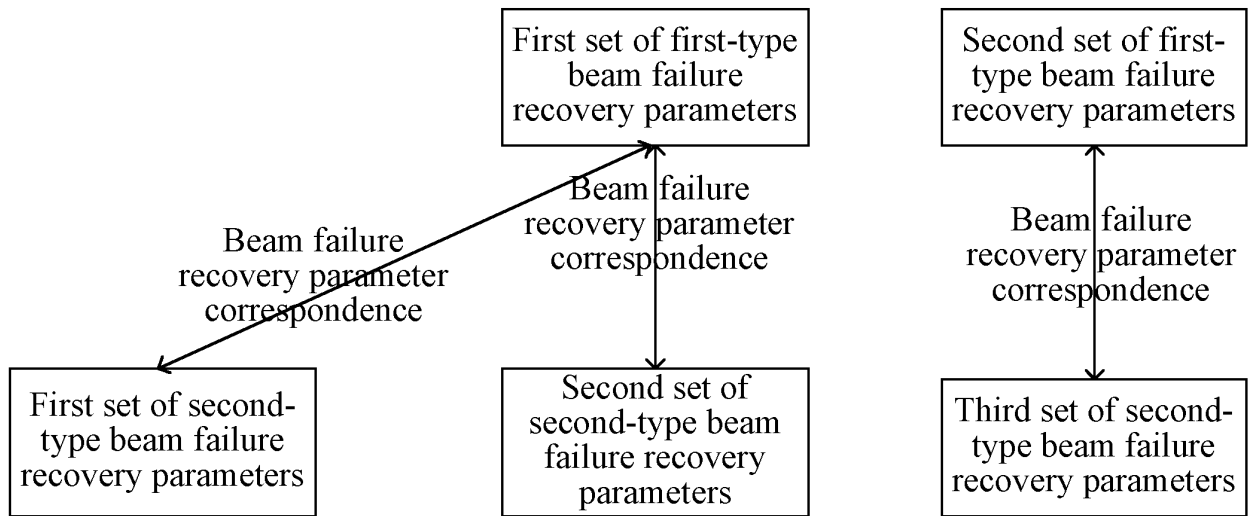 First set of first-type
beam failure
recovery parameters
Second set of first-
type beam failure
recovery parameters
Beam failure
recovery parameter
correspondence
Beam failure
recovery parameter
correspondence
Beam failure
recovery parameter
correspondence
First set of second-
type beam failure
recovery parameters
Second set of
second-type beam
failure recovery
parameters
Third set of second-
type beam failure
recovery parameters